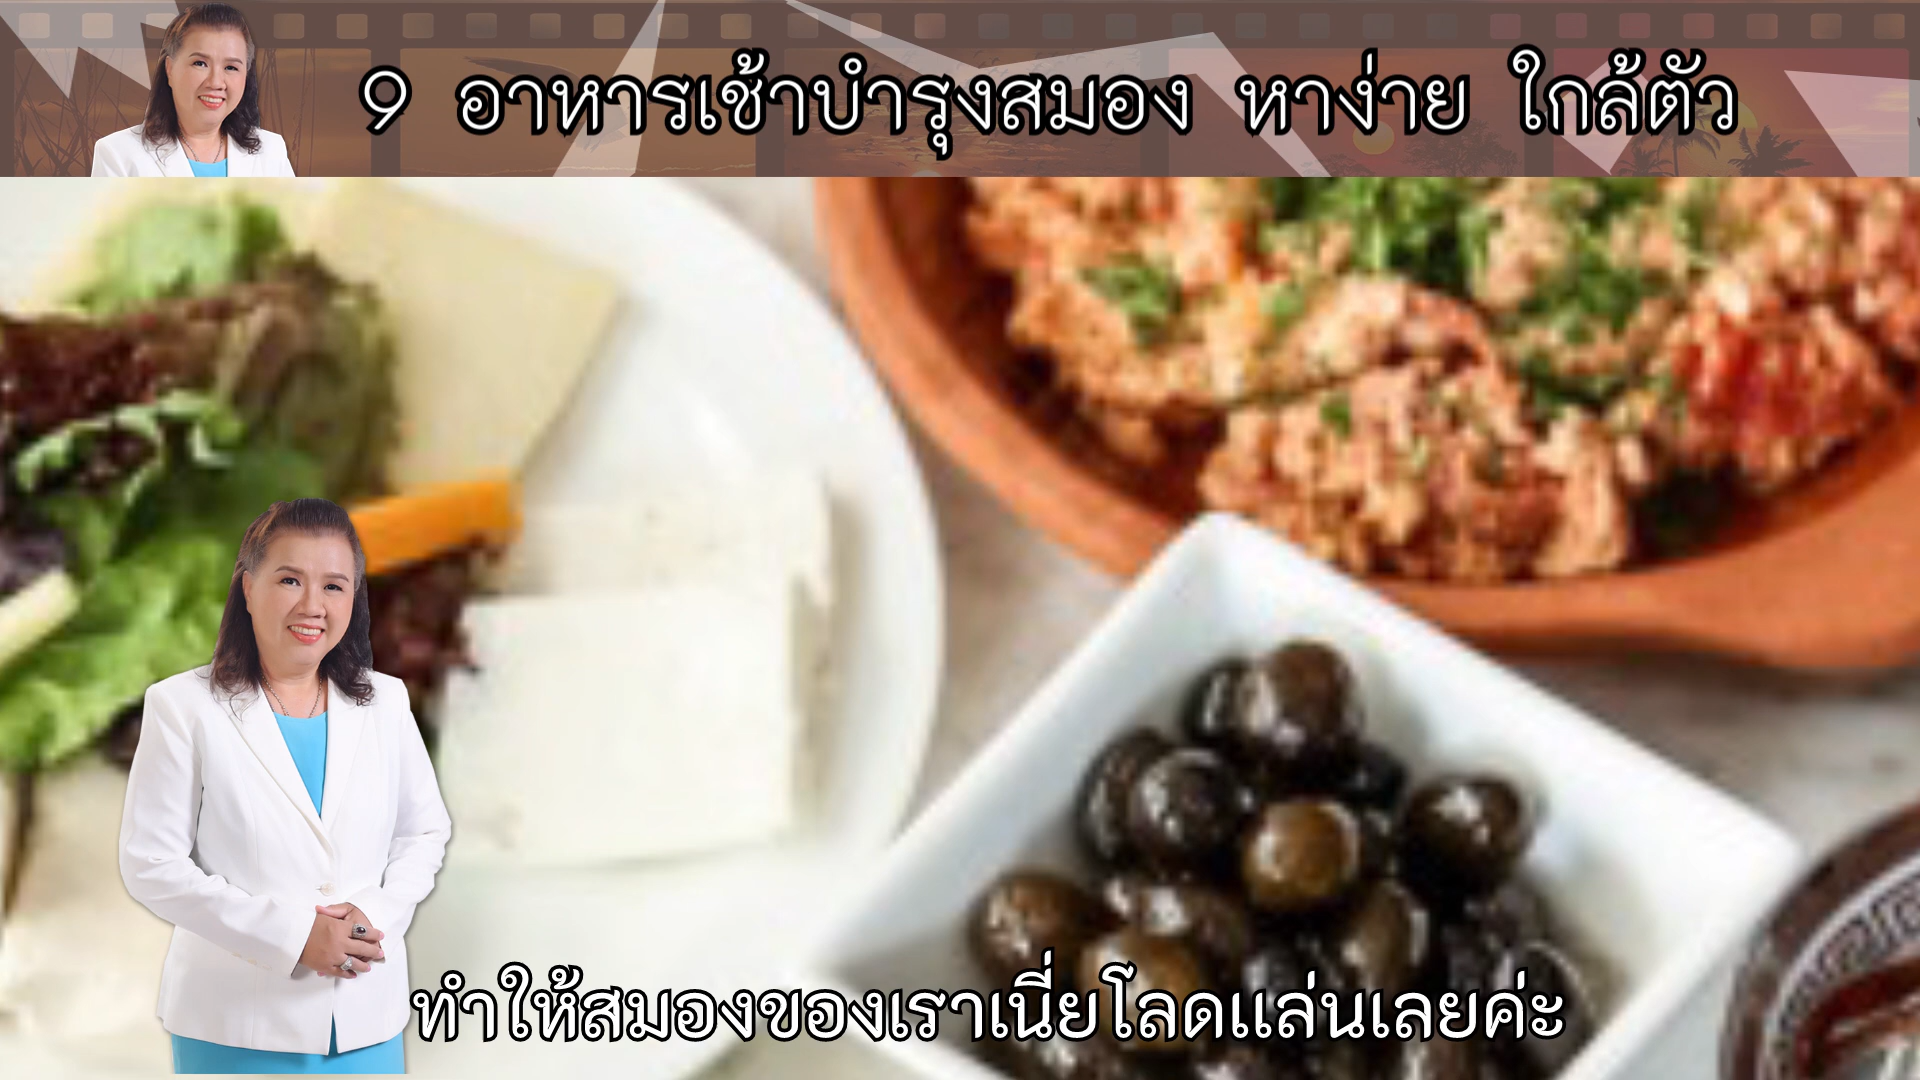 9 อาหารเช้าบำรุงสมอง หาง่าย ใกล้ตัว
ทำให้สมองของเราเนี่ยโลดแล่นเลยค่ะ